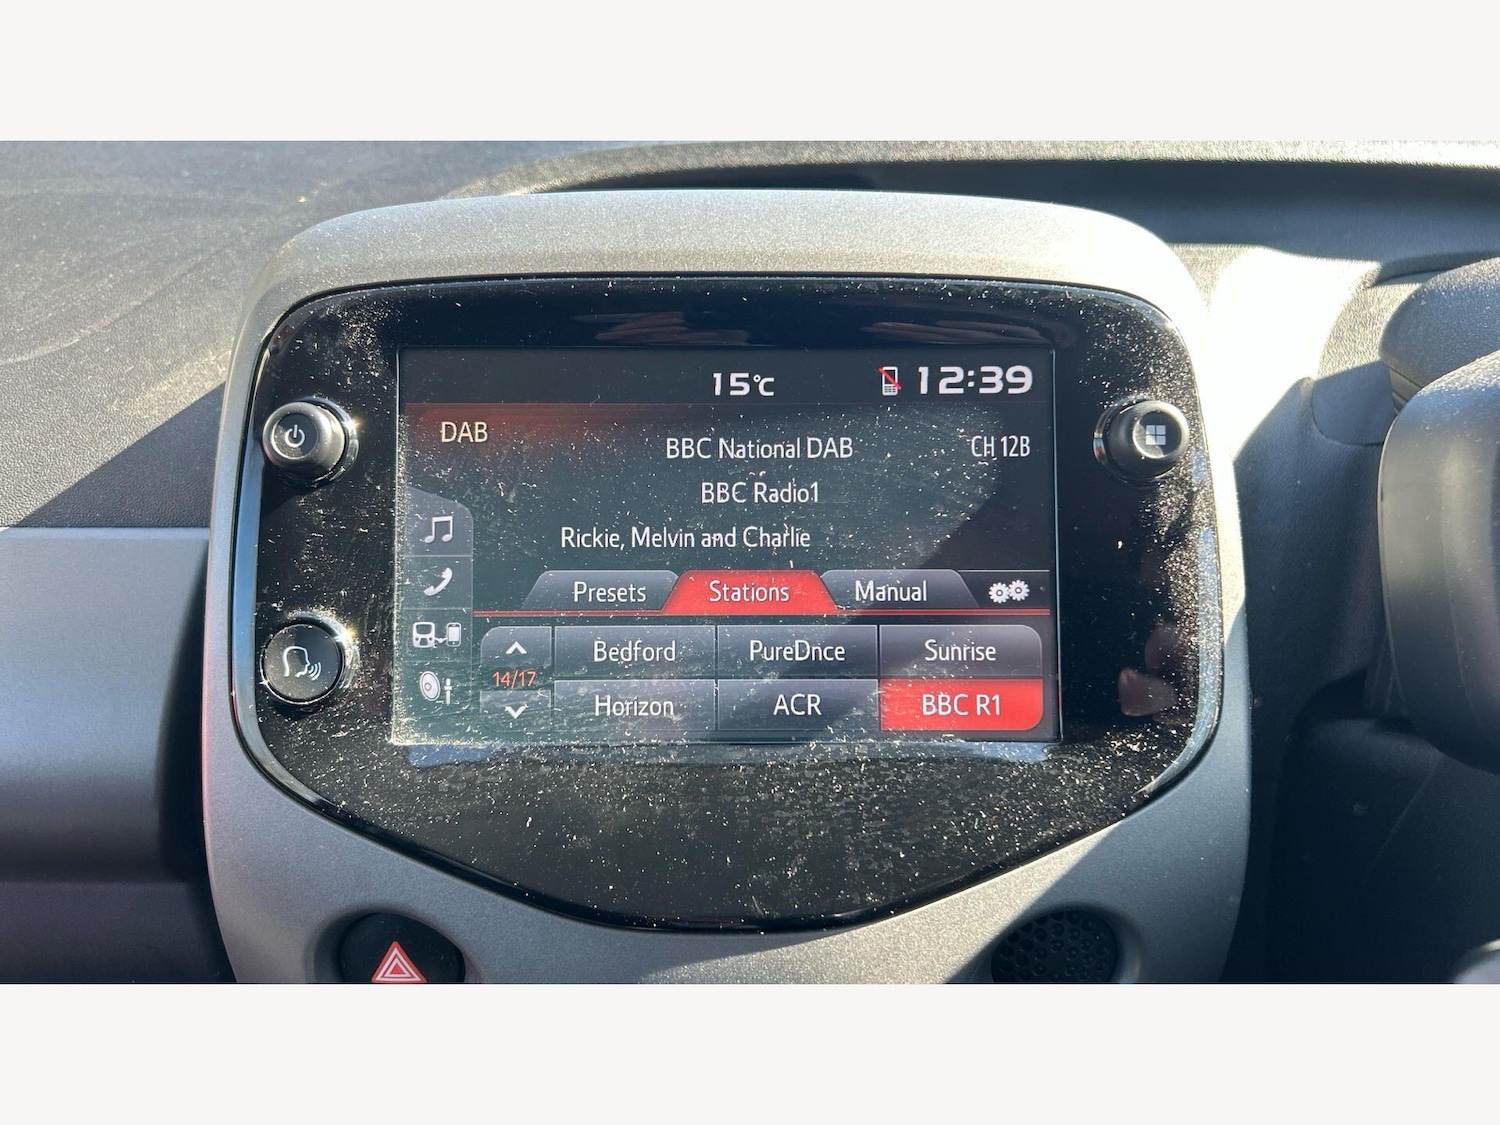 15°C 12:39
DAB
BBC National DAB CH 12B
BBC Radio1
Rickie, Melvin and Charlie
Presets Stations Manual
Bedford PureDnce Sunrise
14/17
Horizon ACR BBC R1